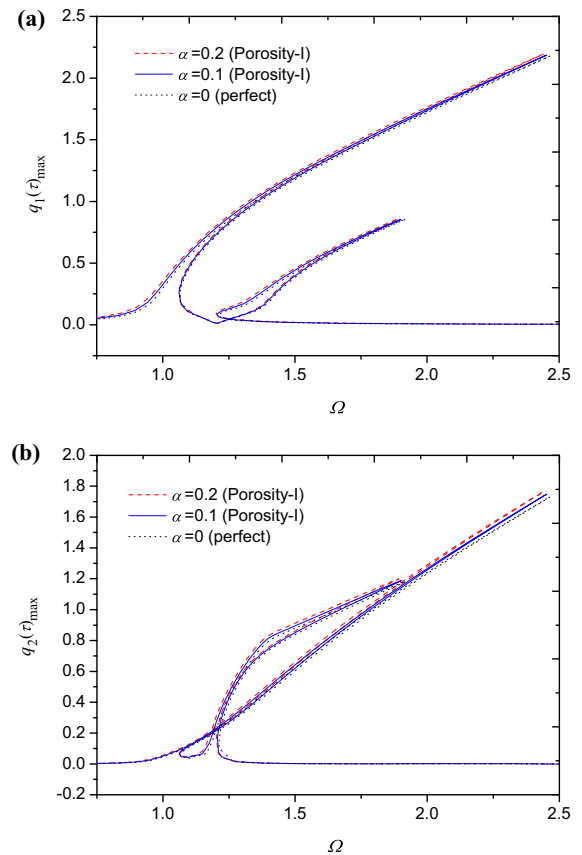 (a)
α=0.2 (Porosity-I)
α=0.1 (Porosity-I)
α=0 (perfect)
2.5
2.0
1.5
1.0
0.5
0.0
q₁(τ)max
1.0 1.5 2.0 2.5
Ω
(b)
α=0.2 (Porosity-I)
α=0.1 (Porosity-I)
α=0 (perfect)
2.0
1.8
1.6
1.4
1.2
1.0
0.8
0.6
0.4
0.2
0.0
-0.2
q₂(τ)max
1.0 1.5 2.0 2.5
Ω